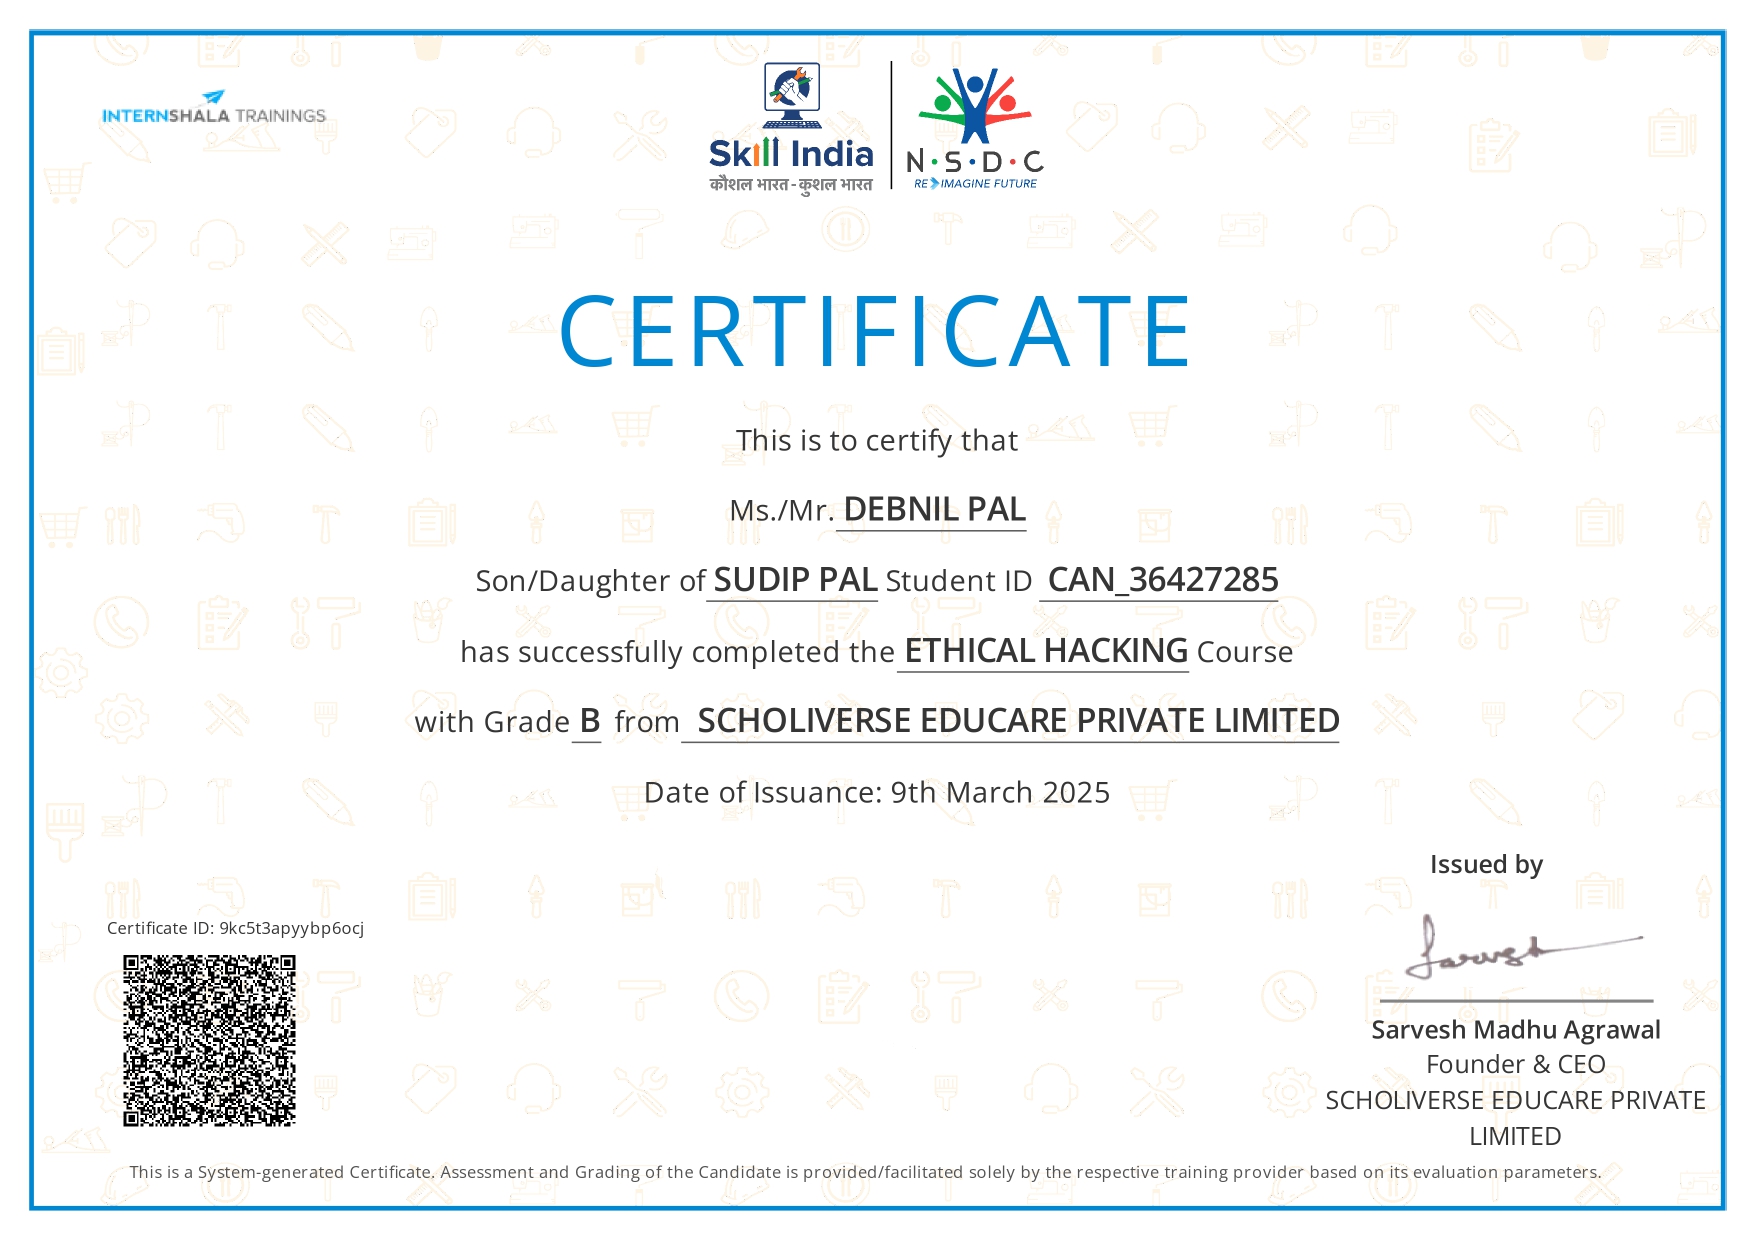 INTERNSHALA TRAININGS
Skill India
कौशल भारत - कुशल भारत
N·S·D·C
RE IMAGINE FUTURE
CERTIFICATE
This is to certify that
Ms./Mr. DEBNIL PAL
Son/Daughter of SUDIP PAL Student ID CAN_36427285
has successfully completed the ETHICAL HACKING Course
with Grade B from SCHOLIVERSE EDUCARE PRIVATE LIMITED
Date of Issuance: 9th March 2025
Issued by
Sarvesh
Sarvesh Madhu Agrawal
Founder & CEO
SCHOLIVERSE EDUCARE PRIVATE
LIMITED
Certificate ID: 9kc5t3apyybp6ocj
This is a System-generated Certificate. Assessment and Grading of the Candidate is provided/facilitated solely by the respective training provider based on its evaluation parameters.